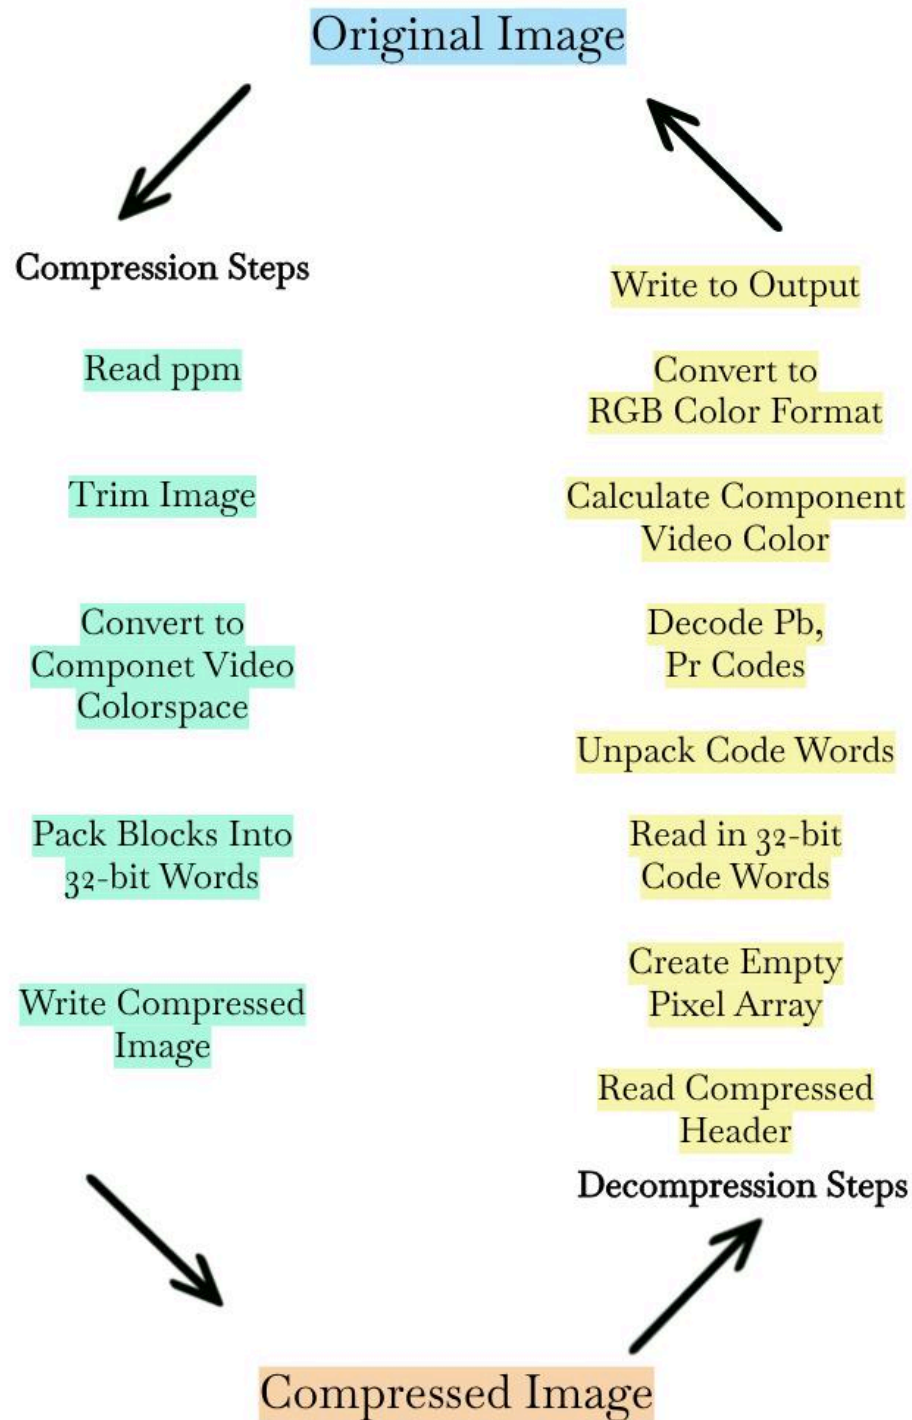 Original Image
Compression Steps
Read ppm
Trim Image
Convert to
Componet Video
Colorspace
Pack Blocks Into
32-bit Words
Write Compressed
Image
Write to Output
Convert to
RGB Color Format
Calculate Component
Video Color
Decode Pb,
Pr Codes
Unpack Code Words
Read in 32-bit
Code Words
Create Empty
Pixel Array
Read Compressed
Header
Decompression Steps
Compressed Image